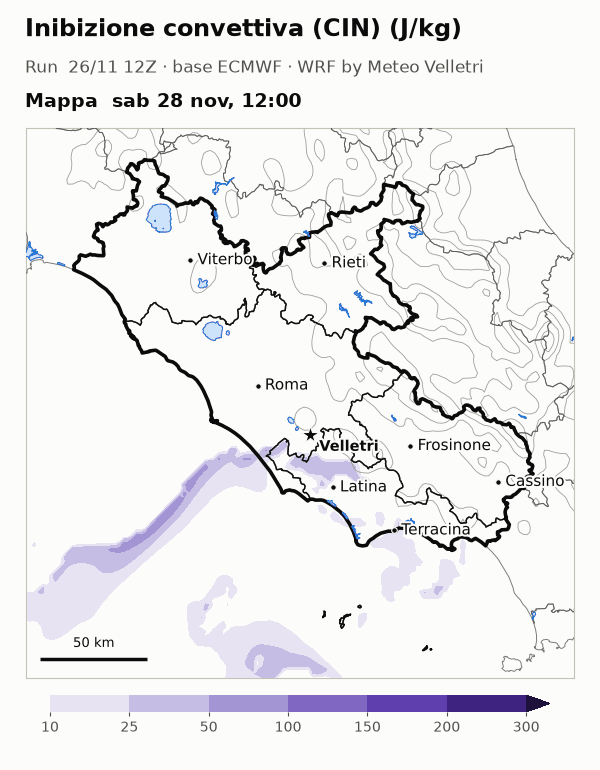 Inibizione convettiva (CIN) (J/kg)
Run  26/11 12Z · base ECMWF · WRF by Meteo Velletri
Mappa  sab 28 nov, 12:00
Viterbo
Rieti
Roma
Velletri
Frosinone
Cassino
Latina
Terracina
50 km
10 25 50 100 150 200 300